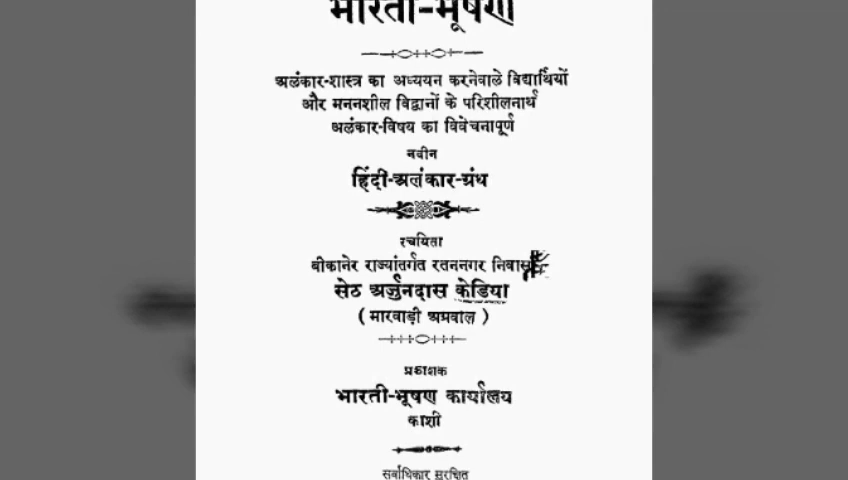 भारती-भूषण
अलंकार-शास्त्र का अध्ययन करनेवाले विद्यार्थियों
और मननशील विद्वानों के परिशीलनार्थ
अलंकार-विषय का विवेचनापूर्ण
नवीन
हिंदी-अलंकार-ग्रंथ
रचयिता
बीकानेर राज्यांतर्गत रतननगर निवासी
सेठ अर्जुनदास केडिया
( मारवाड़ी अग्रवाल )
प्रकाशक
भारती-भूषण कार्यालय
काशी
सर्वाधिकार सुरक्षित